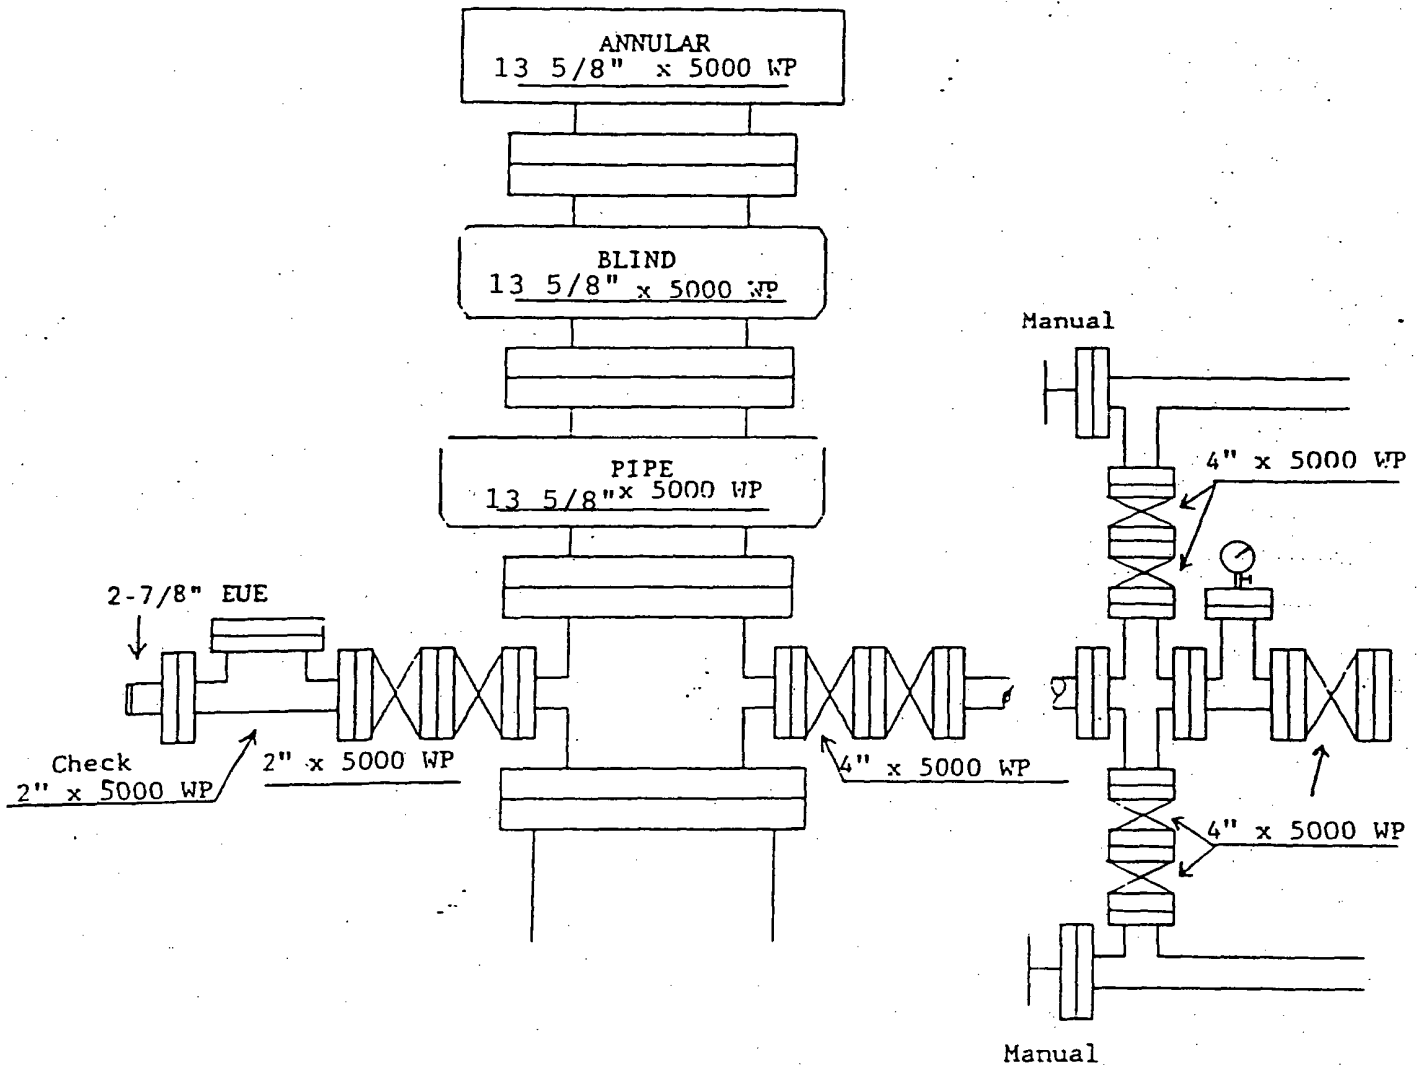 ANNULAR
13 5/8" x 5000 WP
BLIND
13 5/8" x 5000 WP
Manual
PIPE
13 5/8" x 5000 WP
4" x 5000 WP
2-7/8" EUE
Check
2" x 5000 WP
2" x 5000 WP
4" x 5000 WP
4" x 5000 WP
Manual